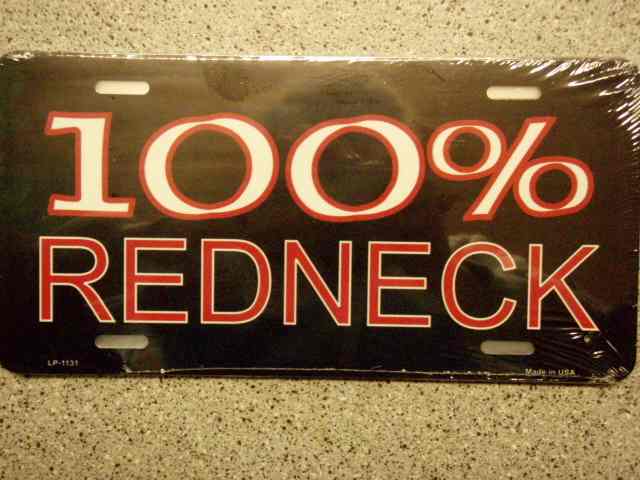 100%
REDNECK
LP-1131
Made in USA